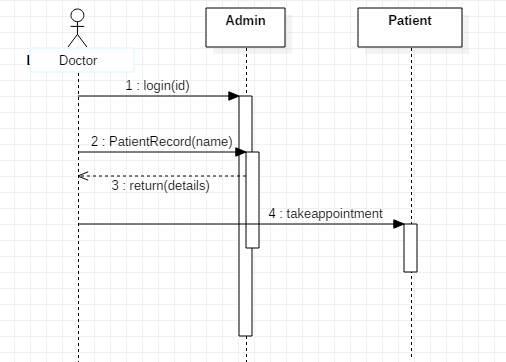 Admin
Patient
Doctor
1 : login(id)
2 : PatientRecord(name)
3 : return(details)
4 : takeappointment